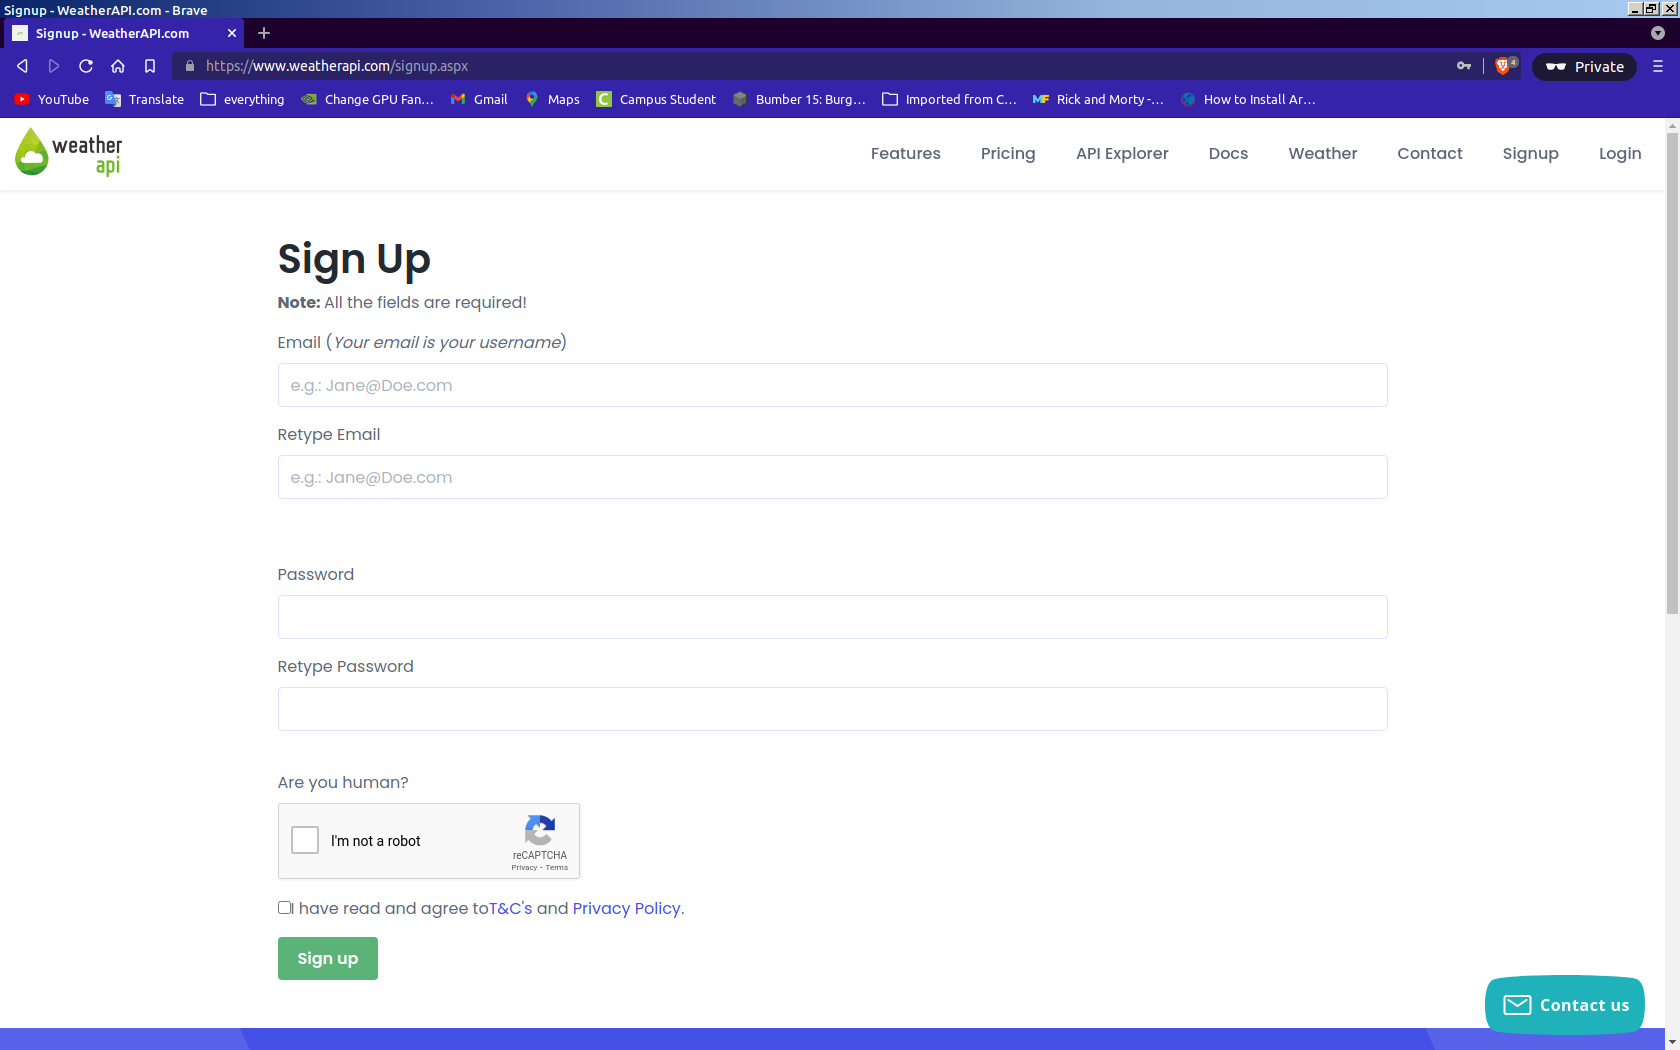 Signup - WeatherAPI.com - Brave
Signup - WeatherAPI.com
https://www.weatherapi.com/signup.aspx
4
Private
YouTube
Translate
everything
Change GPU Fan...
Gmail
Maps
Campus Student
Bumber 15: Burg...
Imported from C...
Rick and Morty -...
How to Install Ar...
weather
api
Features
Pricing
API Explorer
Docs
Weather
Contact
Signup
Login
Sign Up
Note: All the fields are required!
Email (Your email is your username)
e.g.: Jane@Doe.com
Retype Email
e.g.: Jane@Doe.com
Password
Retype Password
Are you human?
I'm not a robot
reCAPTCHA
Privacy - Terms
I have read and agree toT&C's and Privacy Policy.
Sign up
Contact us